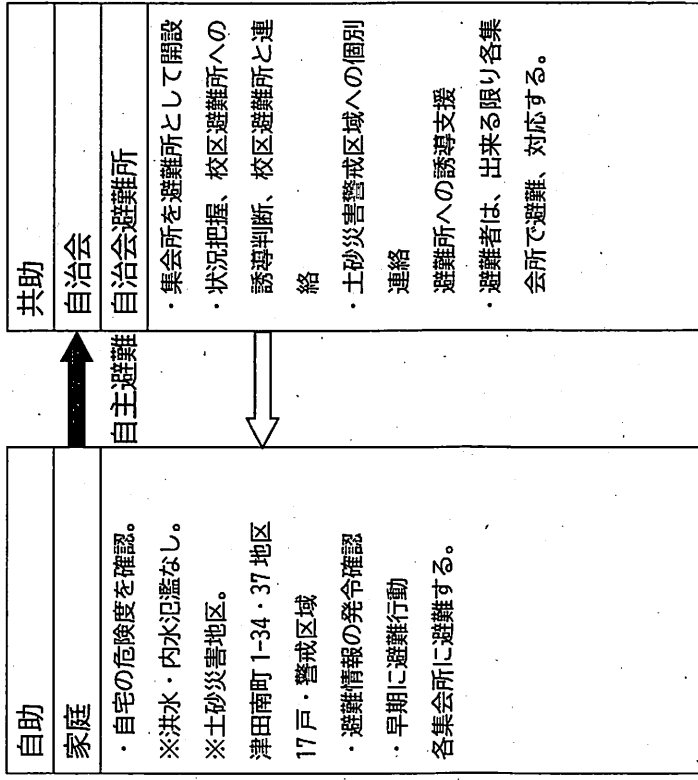 自助
家庭
・自宅の危険度を確認。
※洪水・内水氾濫なし。
※土砂災害地区。
津田南町 1-34・37 地区
17 戸・警戒区域
・避難情報の発令確認
・早期に避難行動
各集会所に避難する。
自主避難
共助
自治会
自治会避難所
・集会所を避難所として開設
・状況把握、校区避難所への
誘導判断、校区避難所と連
絡
・土砂災害警戒区域への個別
連絡
避難所への誘導支援
・避難者は、出来る限り各集
会所で避難、対応する。